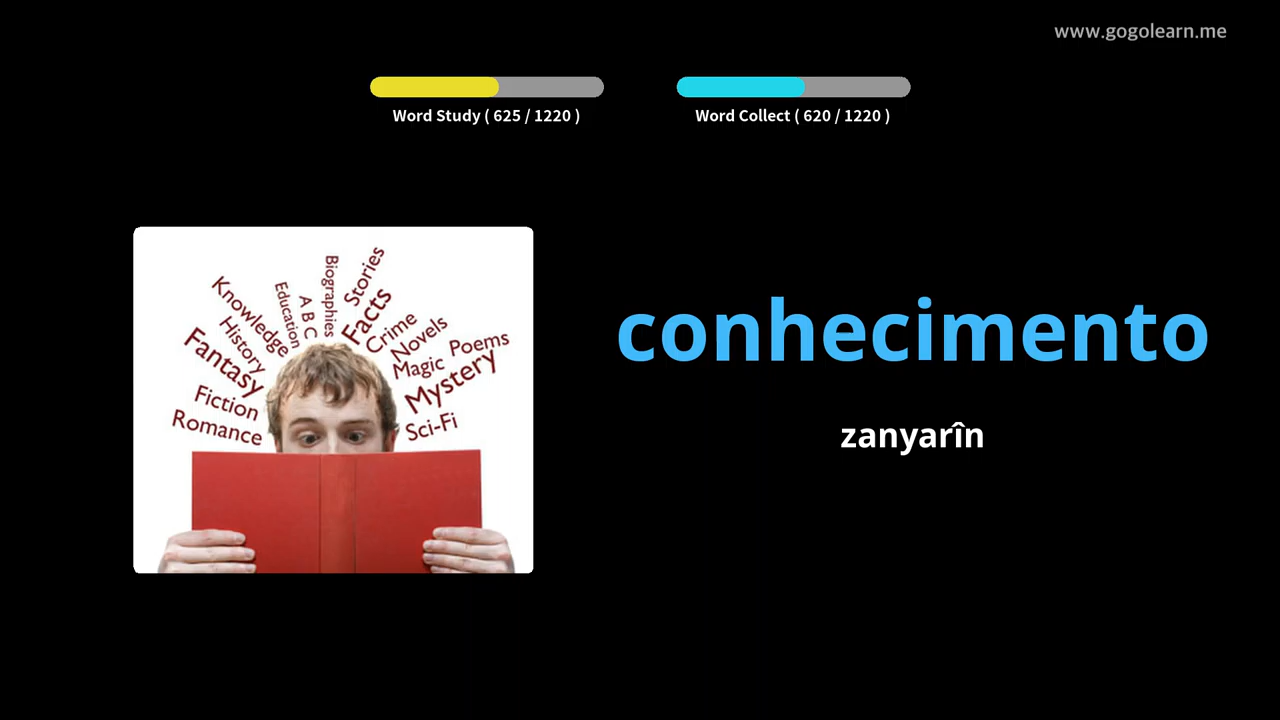 www.gogolearn.me
Word Study ( 625 / 1220 )
Word Collect ( 620 / 1220 )
Knowledge
Education
A B C
Biographies
Stories
Facts
Crime
Novels
Poems
History
Magic
Fantasy
Mystery
Fiction
Sci-Fi
Romance
conhecimento
zanyarîn